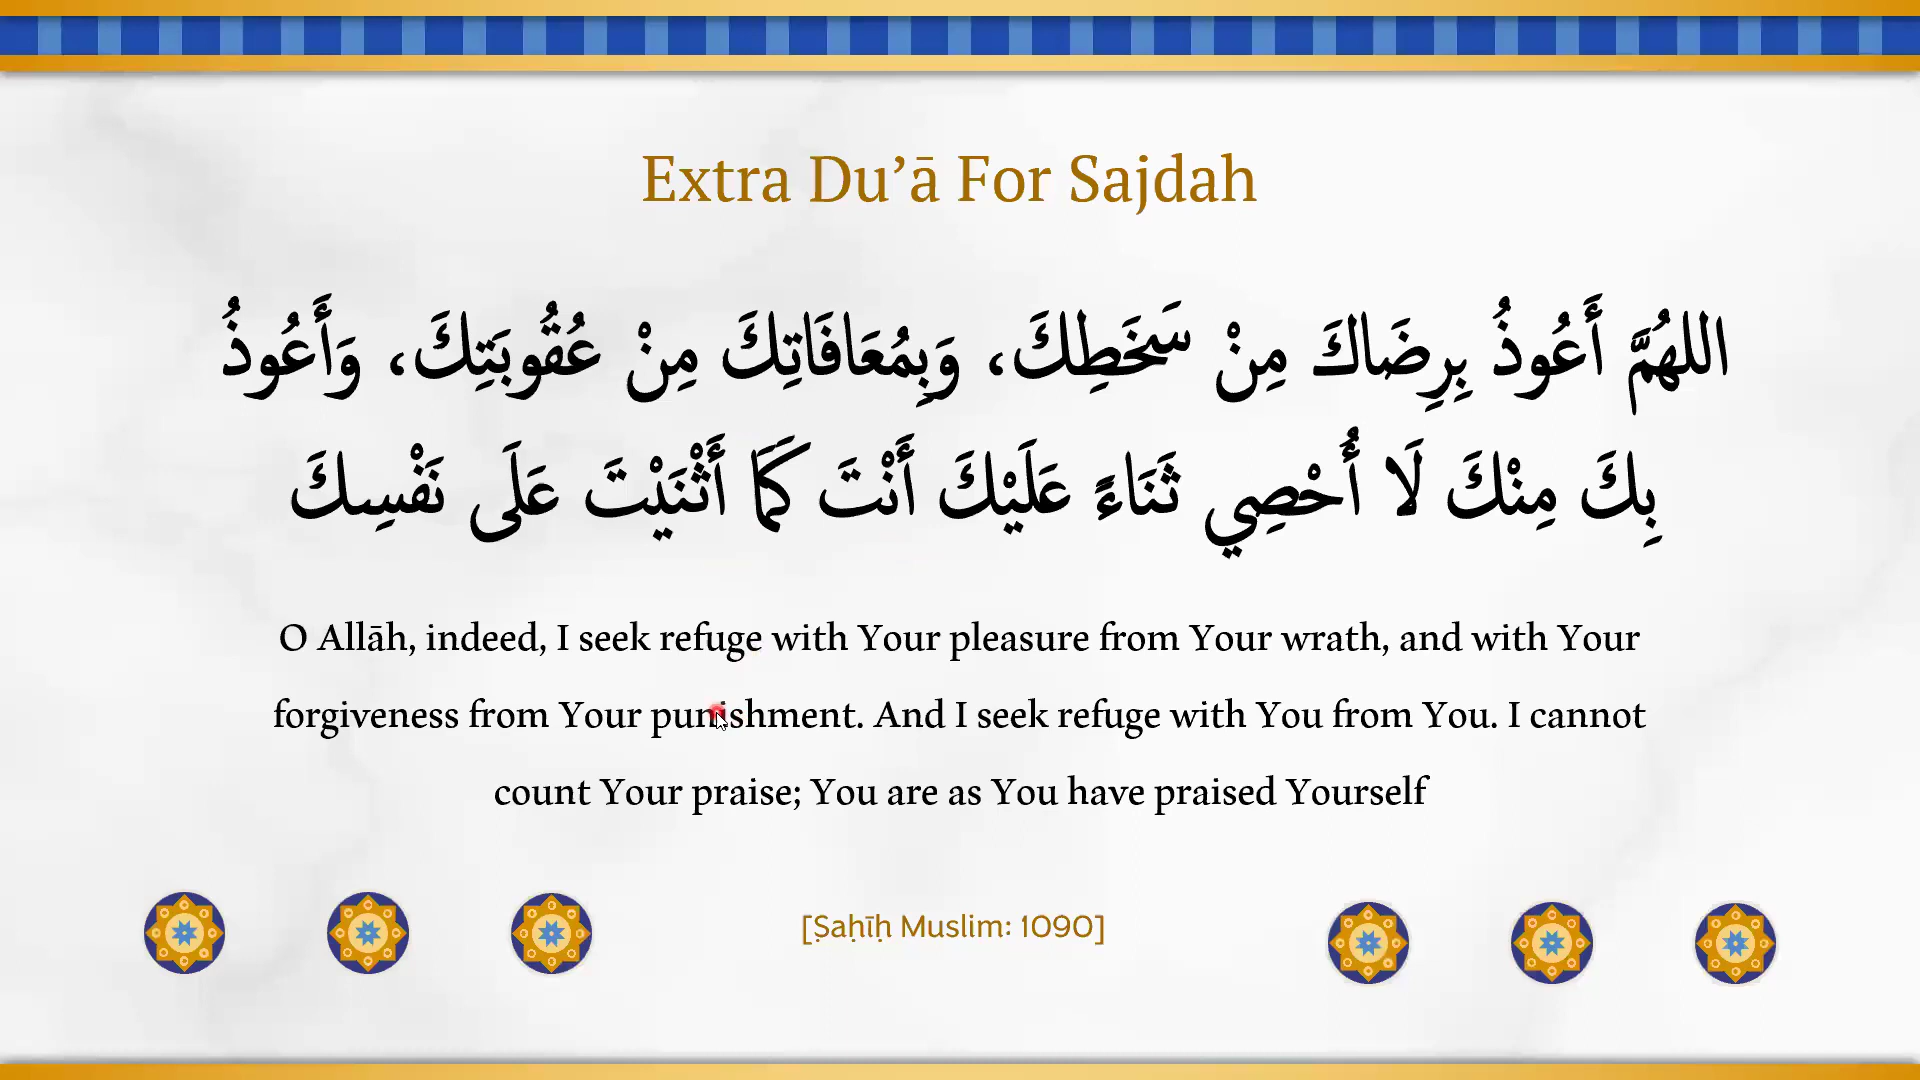 Extra Du’ā For Sajdah
اللهُمَّ أَعُوذُ بِرِضَاكَ مِنْ سَخَطِكَ، وَبِمُعَافَاتِكَ مِنْ عُقُوبَتِكَ، وَأَعُوذُ
بِكَ مِنْكَ لَا أُحْصِي ثَنَاءً عَلَيْكَ أَنْتَ كَمَا أَثْنَيْتَ عَلَى نَفْسِكَ
O Allāh, indeed, I seek refuge with Your pleasure from Your wrath, and with Your
forgiveness from Your punishment. And I seek refuge with You from You. I cannot
count Your praise; You are as You have praised Yourself
[Ṣaḥīḥ Muslim: 1090]